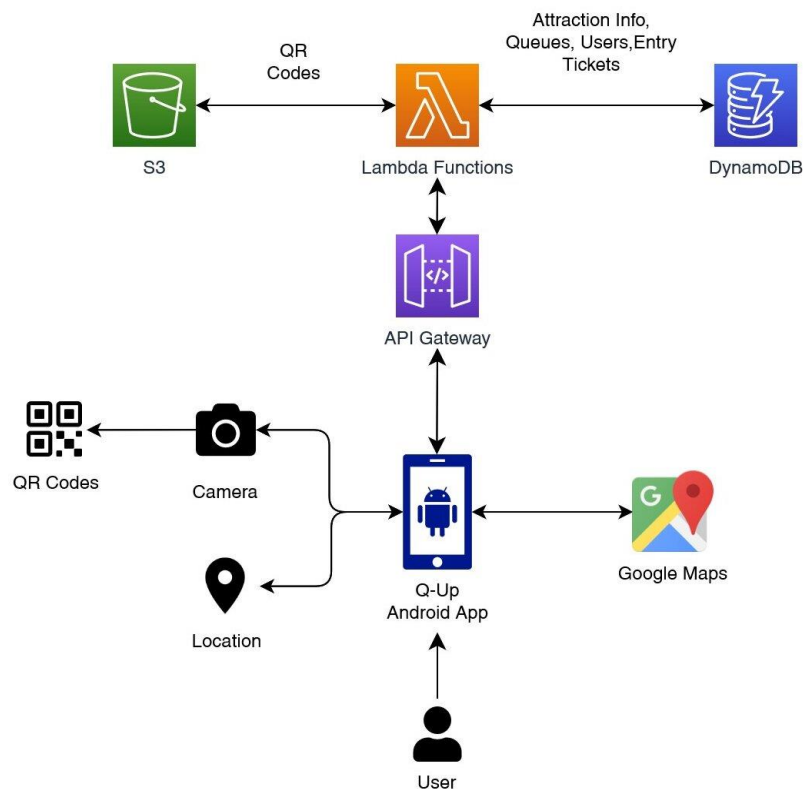 Attraction Info,
Queues, Users,Entry
Tickets
QR
Codes
S3
Lambda Functions
DynamoDB
</>
API Gateway
QR Codes
Camera
G
Google Maps
Q-Up
Android App
Location
User